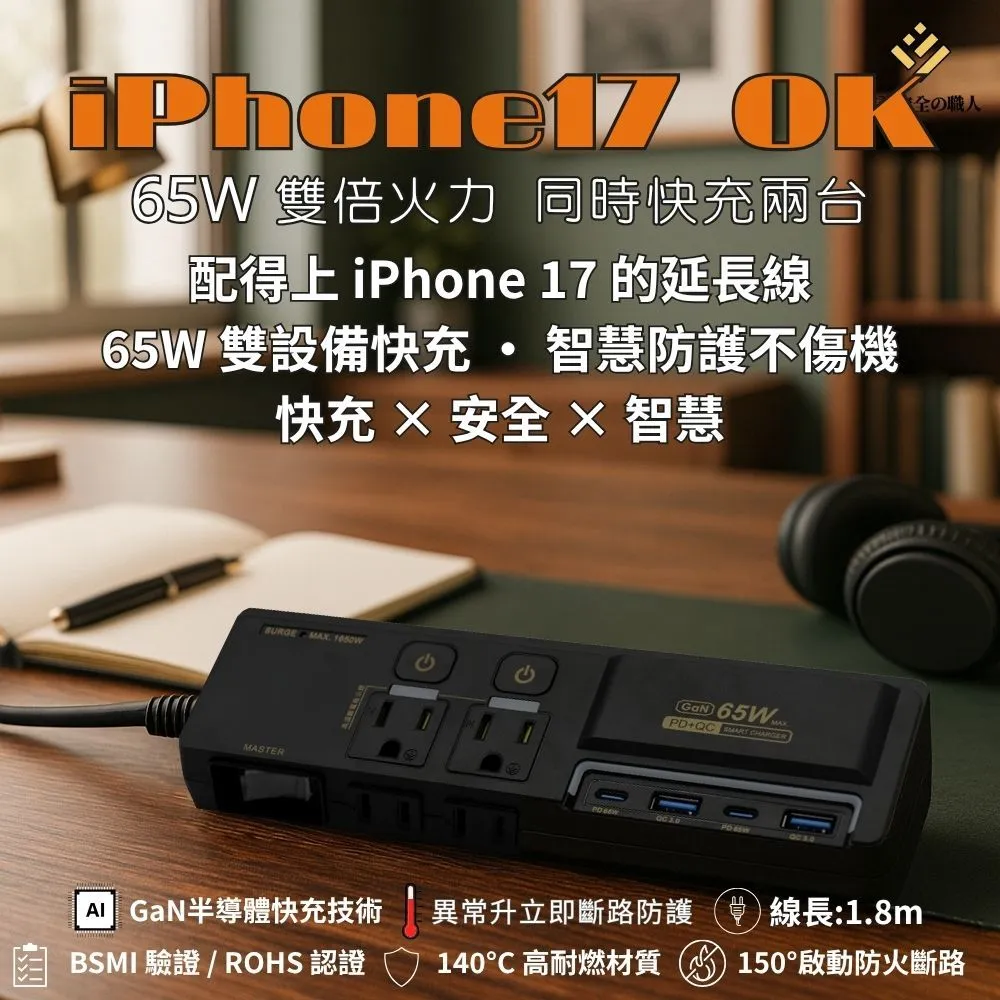 iPhone17 OK
全の職人
65W 雙倍火力 同時快充兩台
配得上 iPhone 17 的延長線
65W 雙設備快充 · 智慧防護不傷機
快充 × 安全 × 智慧
SURGE MAX. 1650W
GaN 65W MAX.
PD+QC SMART CHARGER
MASTER
PD 65W QC 3.0 PD 65W QC 3.0
AI GaN半導體快充技術 異常升立即斷路防護 線長:1.8m
BSMI 驗證 / ROHS 認證 140°C 高耐燃材質 150°啟動防火斷路